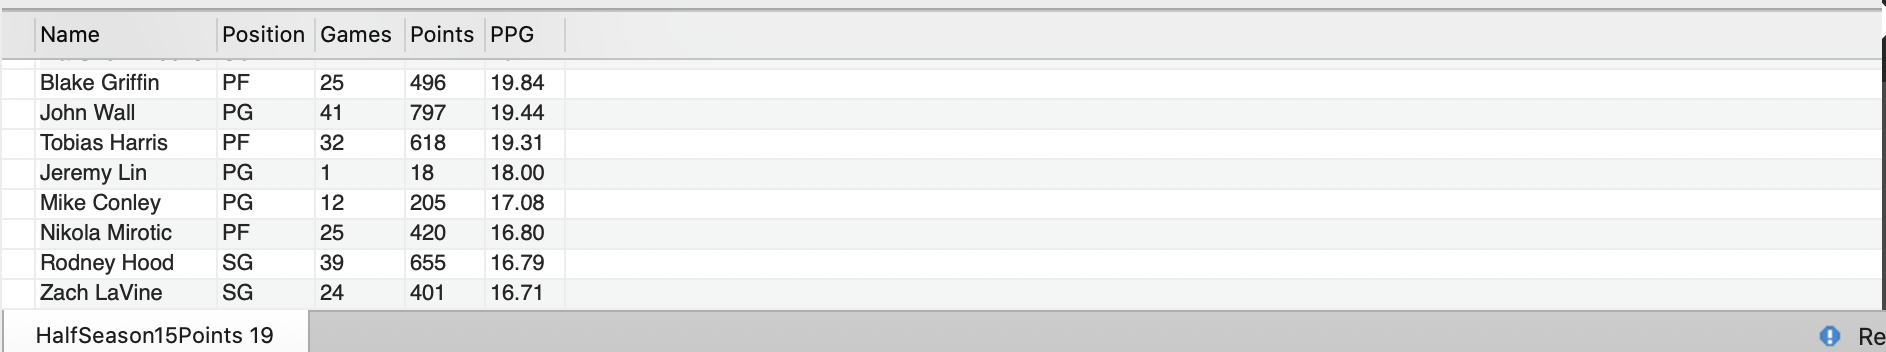 Name Position Games Points PPG
Blake Griffin PF 25 496 19.84
John Wall PG 41 797 19.44
Tobias Harris PF 32 618 19.31
Jeremy Lin PG 1 18 18.00
Mike Conley PG 12 205 17.08
Nikola Mirotic PF 25 420 16.80
Rodney Hood SG 39 655 16.79
Zach LaVine SG 24 401 16.71
HalfSeason15Points 19 Re